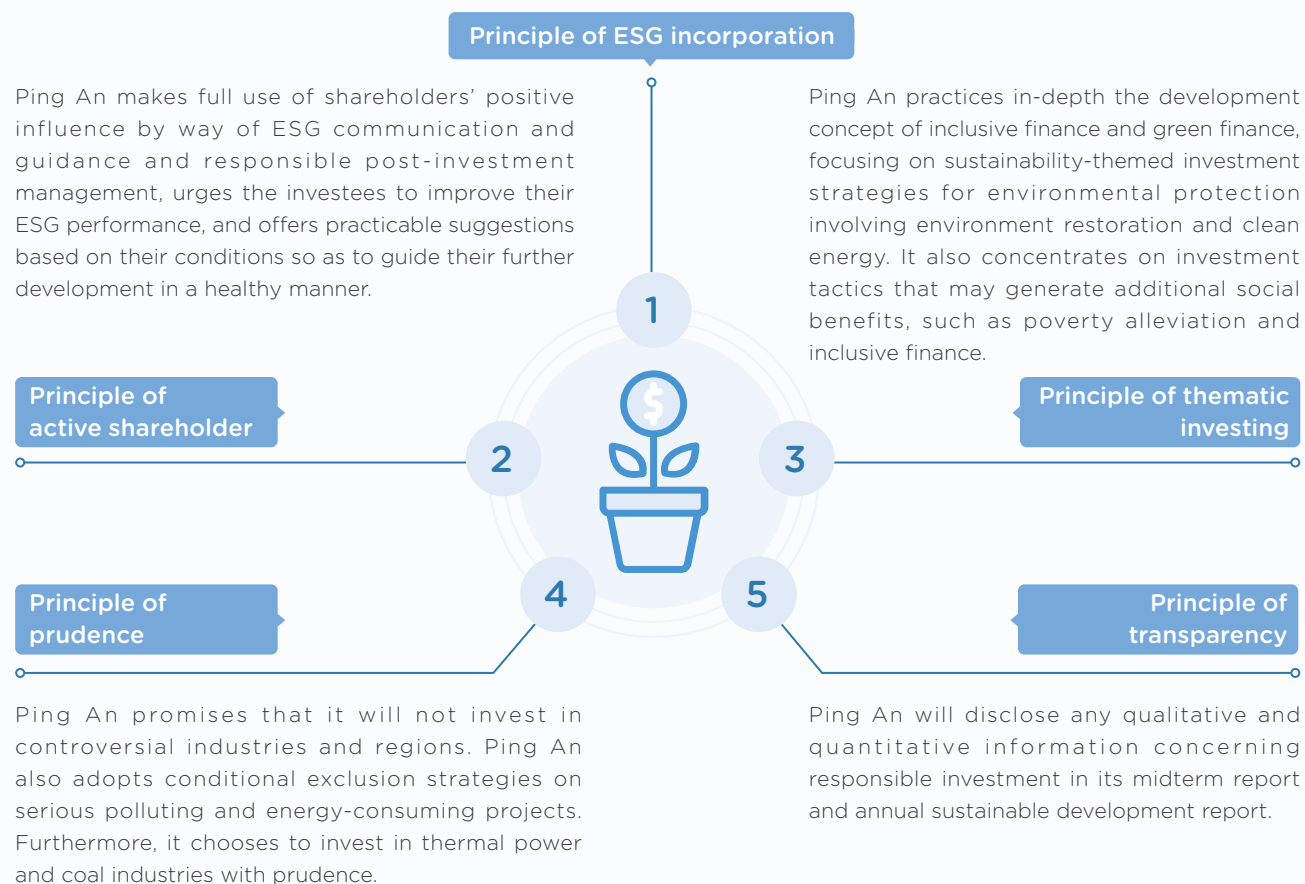 Principle of ESG incorporation
Ping An makes full use of shareholders’ positive
influence by way of ESG communication and
guidance and responsible post-investment
management, urges the investees to improve their
ESG performance, and offers practicable suggestions
based on their conditions so as to guide their further
development in a healthy manner.
Ping An practices in-depth the development
concept of inclusive finance and green finance,
focusing on sustainability-themed investment
strategies for environmental protection
involving environment restoration and clean
energy. It also concentrates on investment
tactics that may generate additional social
benefits, such as poverty alleviation and
inclusive finance.
1
Principle of
active shareholder
2
$
3
Principle of thematic
investing
Principle of
prudence
4
5
Principle of
transparency
Ping An promises that it will not invest in
controversial industries and regions. Ping An
also adopts conditional exclusion strategies on
serious polluting and energy-consuming projects.
Furthermore, it chooses to invest in thermal power
and coal industries with prudence.
Ping An will disclose any qualitative and
quantitative information concerning
responsible investment in its midterm report
and annual sustainable development report.